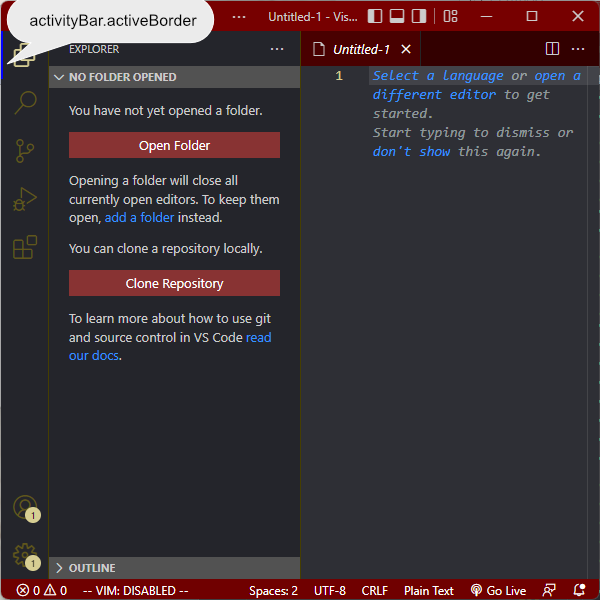 activityBar.activeBorder
Untitled-1 - Vis...
EXPLORER
Untitled-1
NO FOLDER OPENED
You have not yet opened a folder.
Open Folder
Opening a folder will close all
currently open editors. To keep them
open, add a folder instead.
You can clone a repository locally.
Clone Repository
To learn more about how to use git
and source control in VS Code read
our docs.
1
Select a language or open a
different editor to get
started.
Start typing to dismiss or
don't show this again.
1
1
OUTLINE
0 0 -- VIM: DISABLED -- Spaces: 2 UTF-8 CRLF Plain Text Go Live